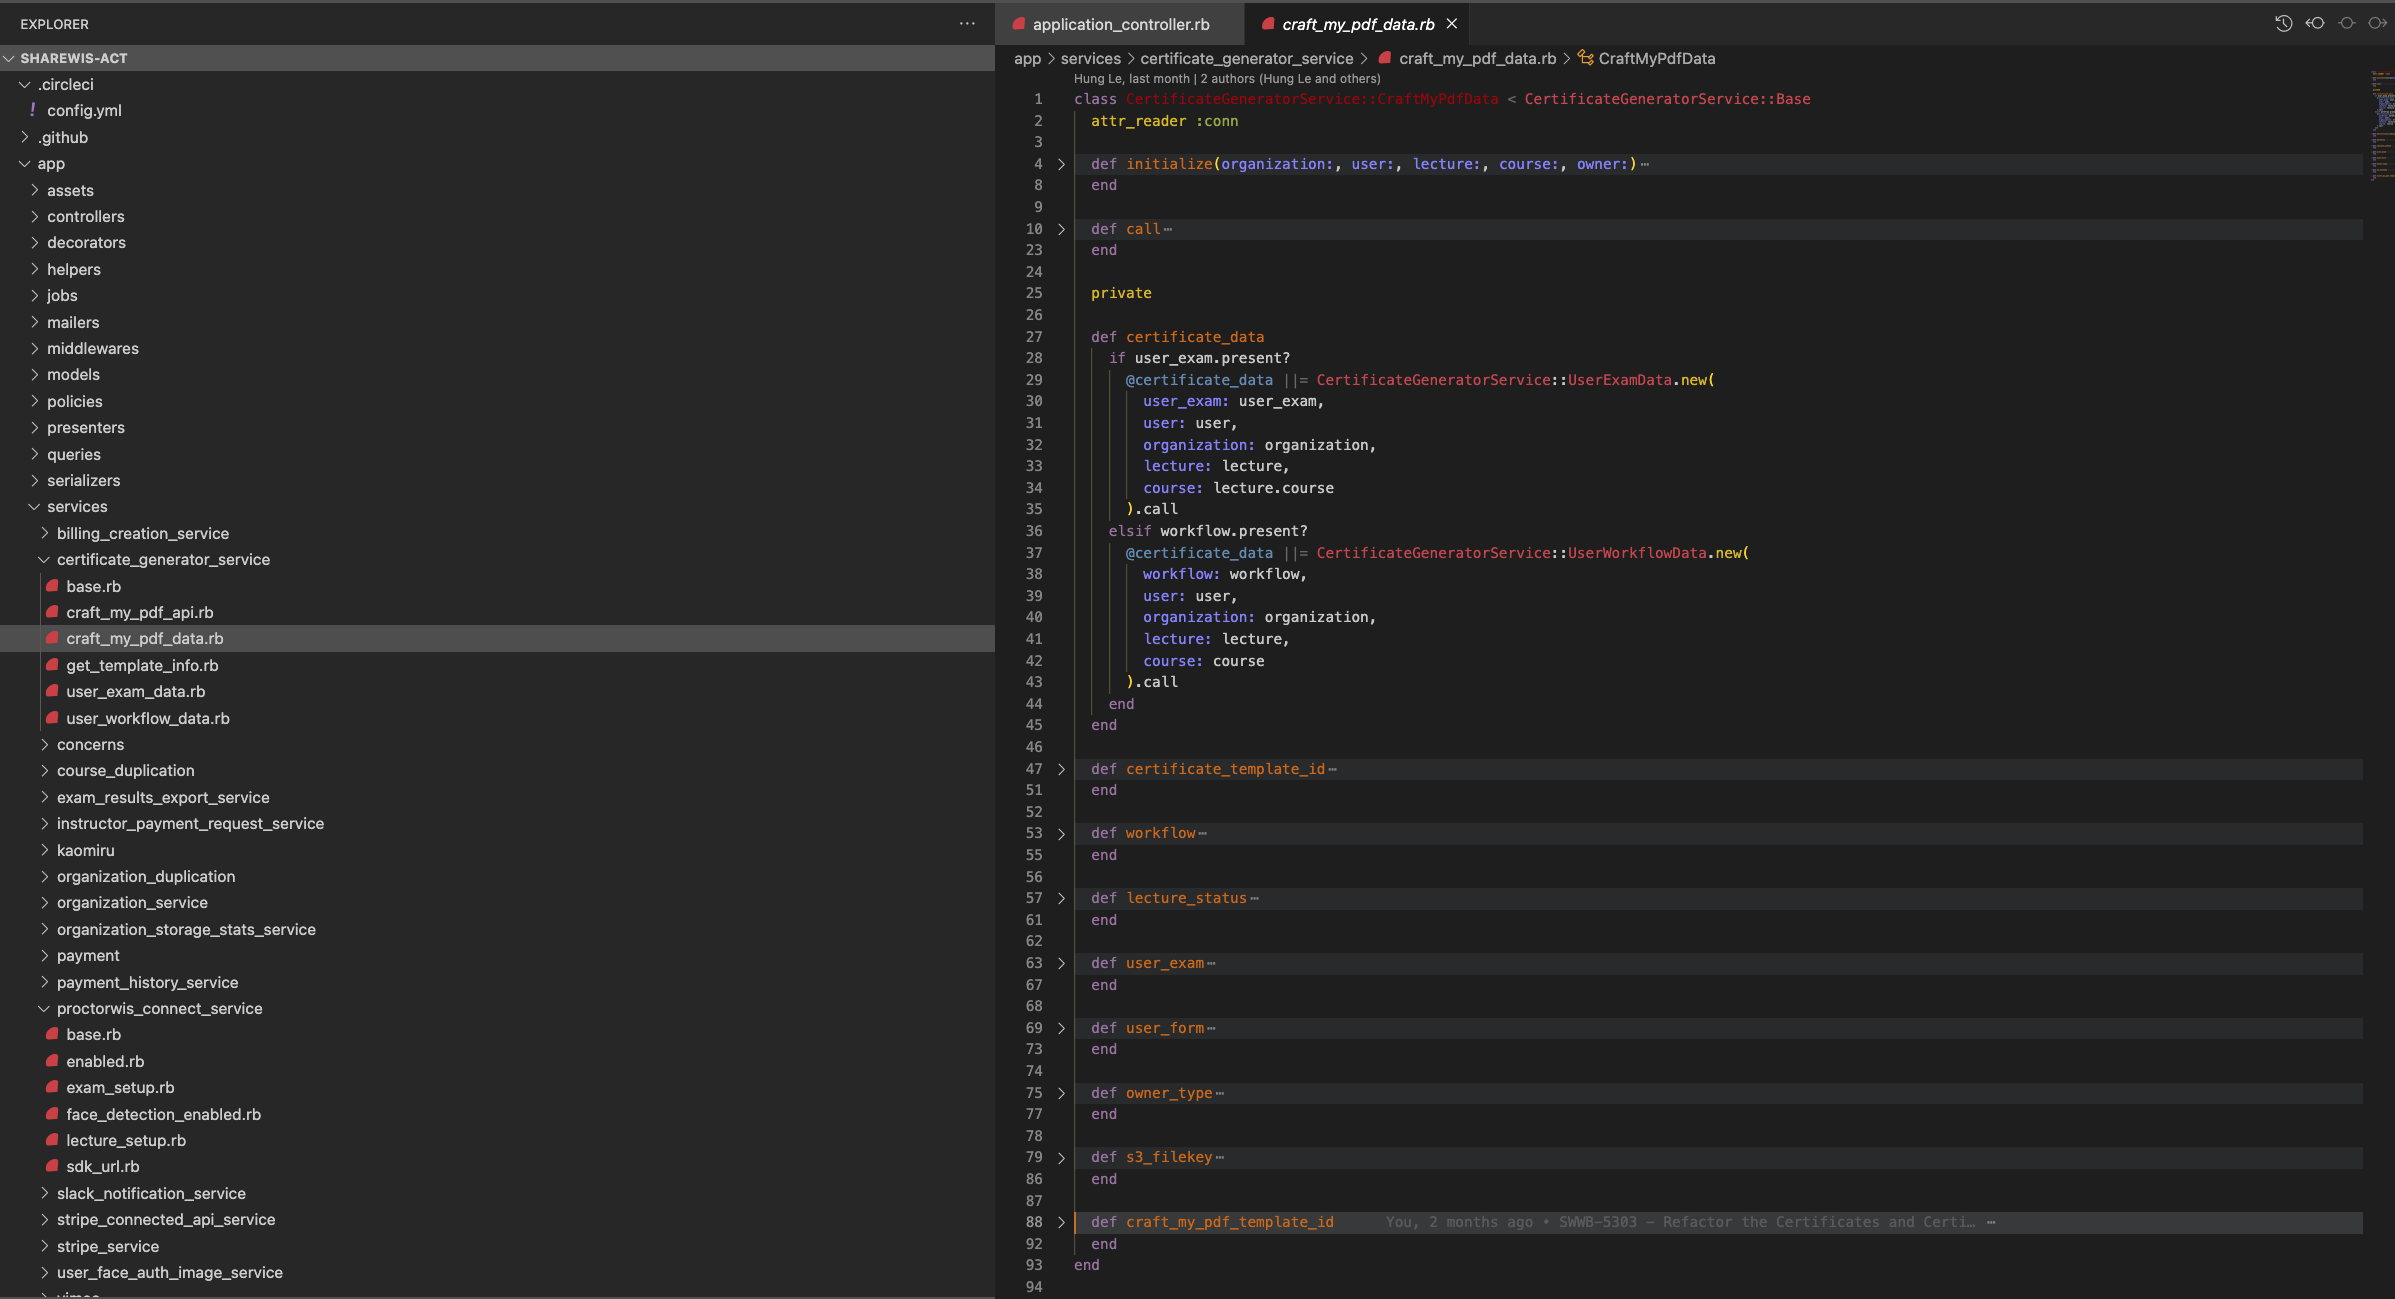 EXPLORER
SHAREWIS-ACT
.circleci
! config.yml
.github
app
assets
controllers
decorators
helpers
jobs
mailers
middlewares
models
policies
presenters
queries
serializers
services
billing_creation_service
certificate_generator_service
base.rb
craft_my_pdf_api.rb
craft_my_pdf_data.rb
get_template_info.rb
user_exam_data.rb
user_workflow_data.rb
concerns
course_duplication
exam_results_export_service
instructor_payment_request_service
kaomiru
organization_duplication
organization_service
organization_storage_stats_service
payment
payment_history_service
proctorwis_connect_service
base.rb
enabled.rb
exam_setup.rb
face_detection_enabled.rb
lecture_setup.rb
sdk_url.rb
slack_notification_service
stripe_connected_api_service
stripe_service
user_face_auth_image_service
application_controller.rb
craft_my_pdf_data.rb
app > services > certificate_generator_service > craft_my_pdf_data.rb > CraftMyPdfData
Hung Le, last month | 2 authors (Hung Le and others)
1 class CertificateGeneratorService::CraftMyPdfData < CertificateGeneratorService::Base
2 attr_reader :conn
3
4 def initialize(organization:, user:, lecture:, course:, owner:)…
8 end
9
10 def call…
23 end
24
25 private
26
27 def certificate_data
28 if user_exam.present?
29 @certificate_data ||= CertificateGeneratorService::UserExamData.new(
30 user_exam: user_exam,
31 user: user,
32 organization: organization,
33 lecture: lecture,
34 course: lecture.course
35 ).call
36 elsif workflow.present?
37 @certificate_data ||= CertificateGeneratorService::UserWorkflowData.new(
38 workflow: workflow,
39 user: user,
40 organization: organization,
41 lecture: lecture,
42 course: course
43 ).call
44 end
45 end
46
47 def certificate_template_id…
51 end
52
53 def workflow…
55 end
56
57 def lecture_status…
61 end
62
63 def user_exam…
67 end
68
69 def user_form…
73 end
74
75 def owner_type…
77 end
78
79 def s3_filekey…
86 end
87
88 def craft_my_pdf_template_id You, 2 months ago • SWWB-5303 – Refactor the Certificates and Certi… …
92 end
93 end
94